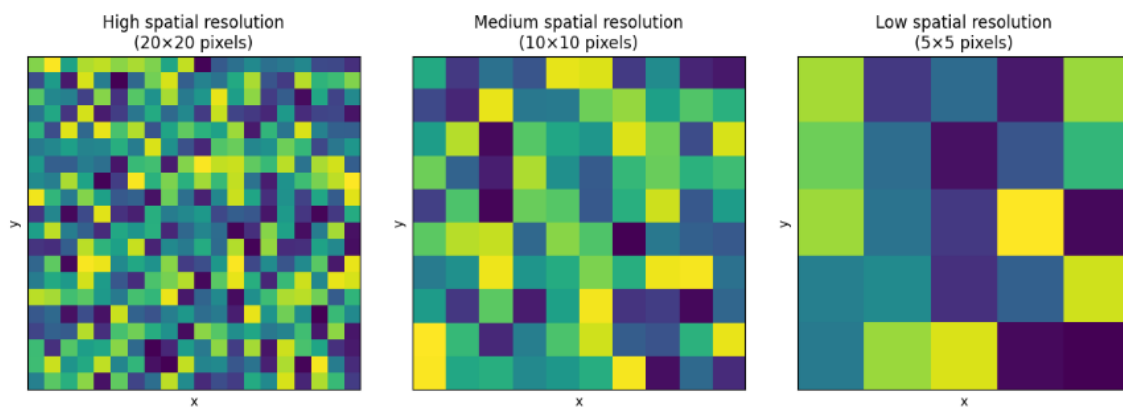 High spatial resolution
(20×20 pixels)
Medium spatial resolution
(10×10 pixels)
Low spatial resolution
(5×5 pixels)
y
y
y
x
x
x